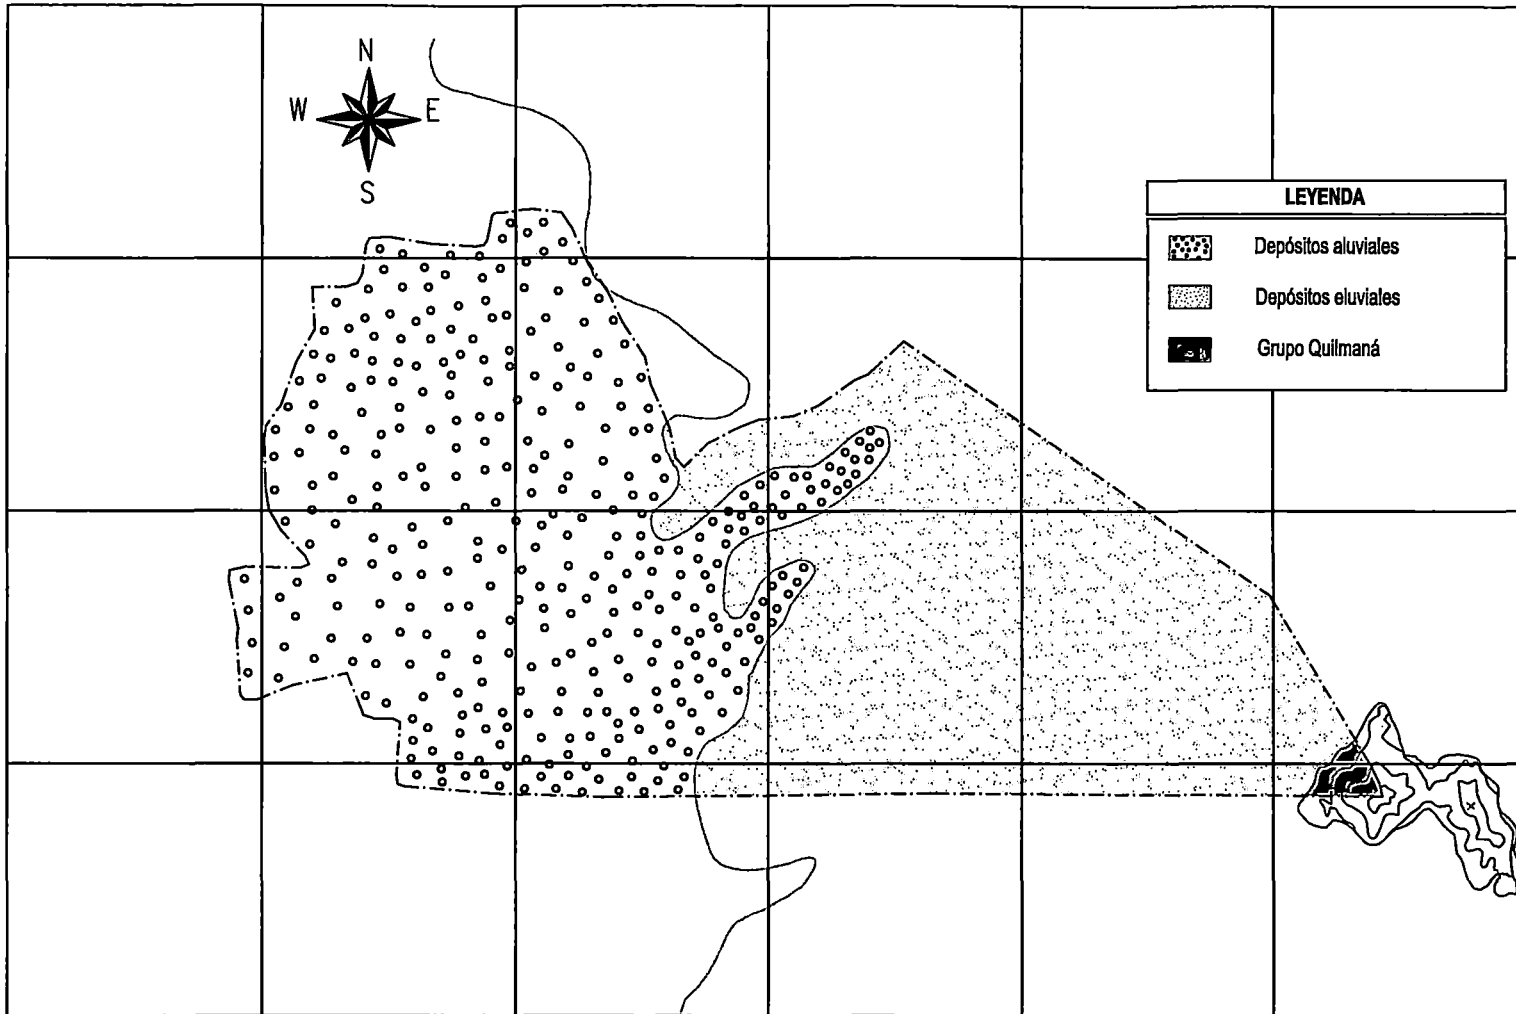 N
W E
S
LEYENDA
Depósitos aluviales
Depósitos eluviales
Grupo Quilmaná